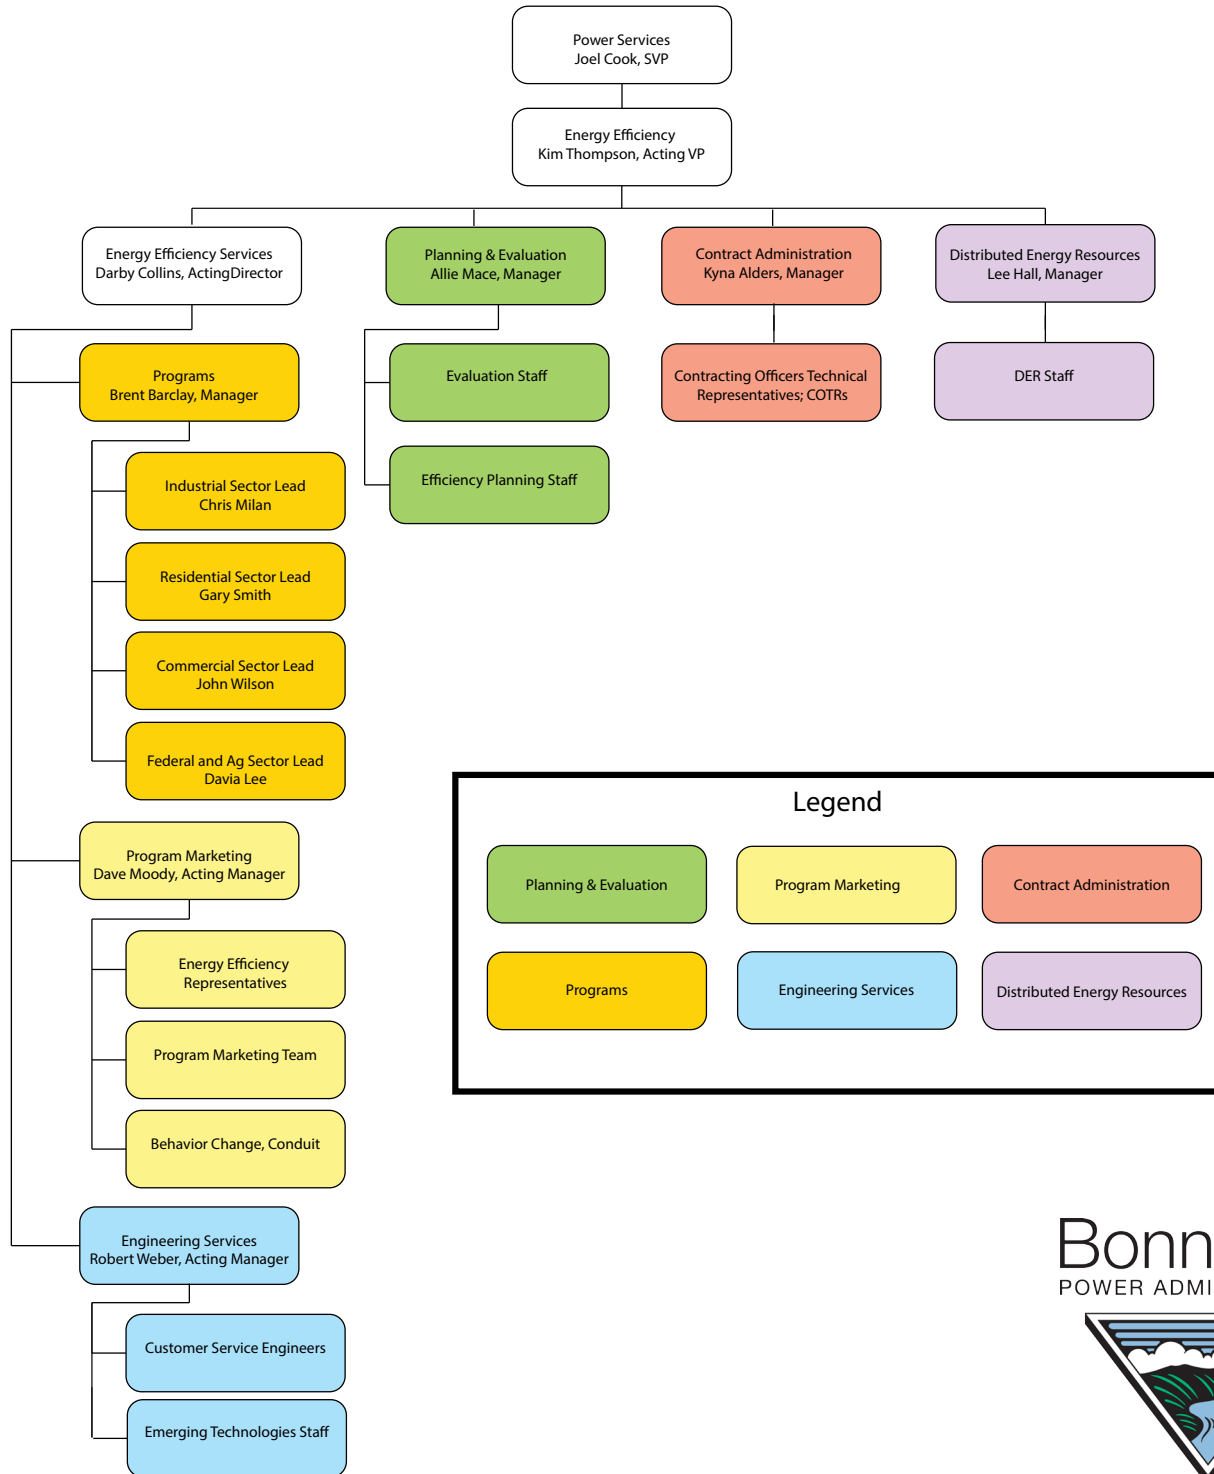 Power Services
Joel Cook, SVP
Energy Efficiency
Kim Thompson, Acting VP
Energy Efficiency Services
Darby Collins, ActingDirector
Planning & Evaluation
Allie Mace, Manager
Contract Administration
Kyna Alders, Manager
Distributed Energy Resources
Lee Hall, Manager
Programs
Brent Barclay, Manager
Evaluation Staff
Contracting Officers Technical
Representatives; COTRs
DER Staff
Efficiency Planning Staff
Industrial Sector Lead
Chris Milan
Residential Sector Lead
Gary Smith
Commercial Sector Lead
John Wilson
Federal and Ag Sector Lead
Davia Lee
Program Marketing
Dave Moody, Acting Manager
Energy Efficiency
Representatives
Program Marketing Team
Behavior Change, Conduit
Engineering Services
Robert Weber, Acting Manager
Customer Service Engineers
Emerging Technologies Staff
Legend
Planning & Evaluation
Program Marketing
Contract Administration
Programs
Engineering Services
Distributed Energy Resources
Bonn
POWER ADMI